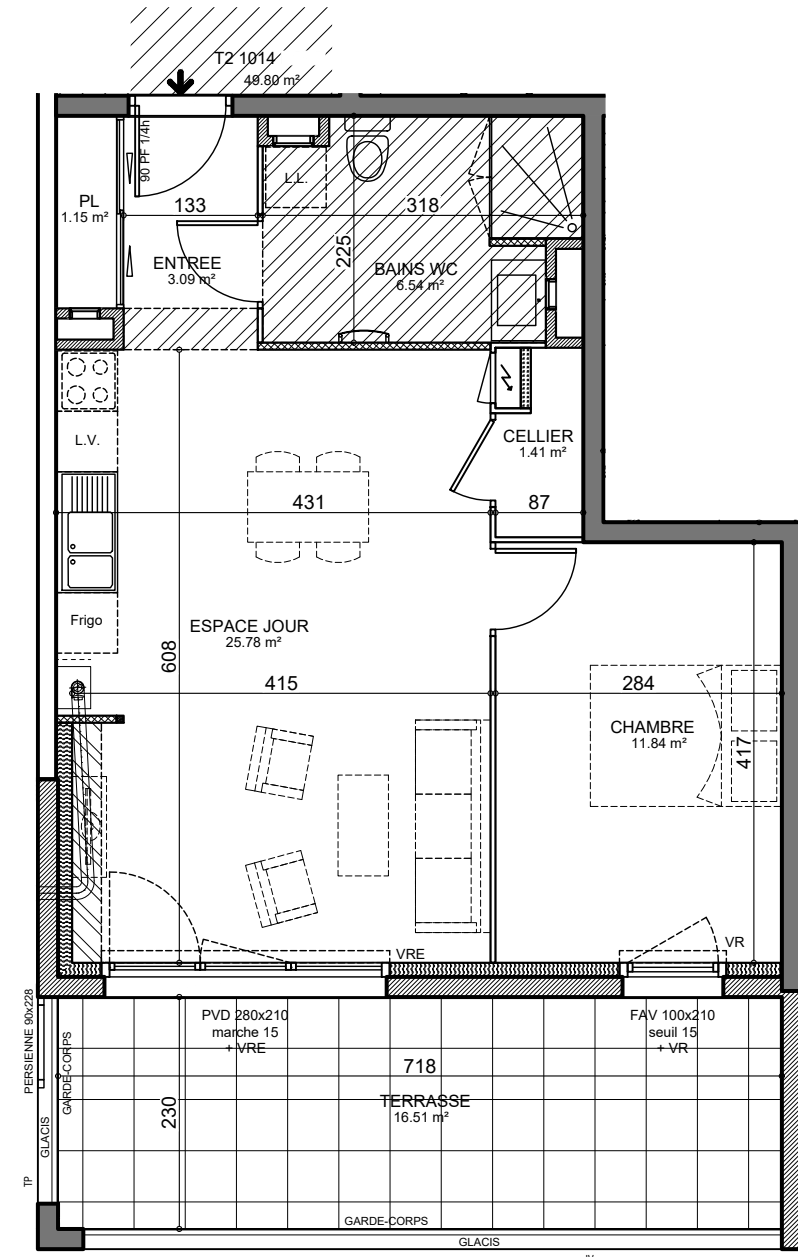 T2 1014
49.80 m²
90 PF 1/4h
PL
1.15 m²
133
L.L.
318
ENTREE
3.09 m²
225
BAINS WC
6.54 m²
L.V.
CELLIER
1.41 m²
431
87
Frigo
ESPACE JOUR
25.78 m²
608
415
284
CHAMBRE
11.84 m²
417
VRE
VR
PERSIENNE 90x228
GARDE-CORPS
PVD 280x210
marche 15
+ VRE
FAV 100x210
seuil 15
+ VR
718
230
TERRASSE
16.51 m²
GLACIS
TP
GARDE-CORPS
GLACIS